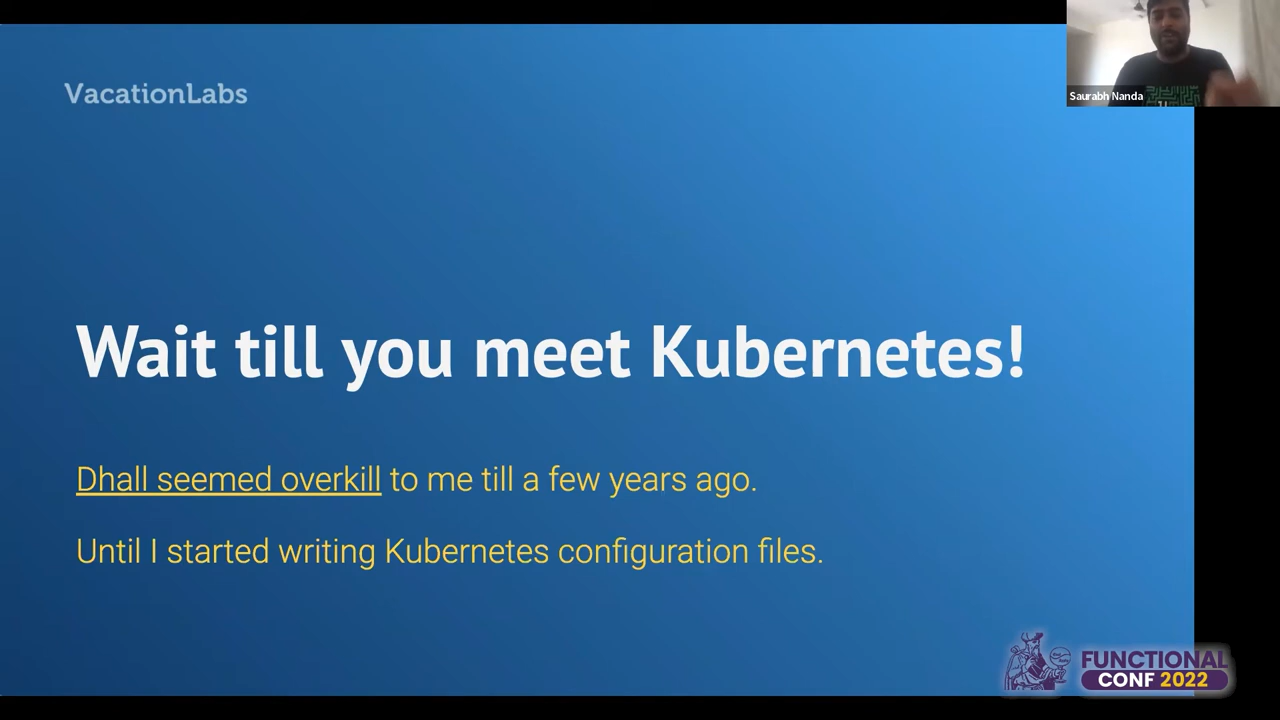 VacationLabs
Saurabh Nanda
Wait till you meet Kubernetes!
Dhall seemed overkill to me till a few years ago.
Until I started writing Kubernetes configuration files.
FUNCTIONAL
CONF 2022